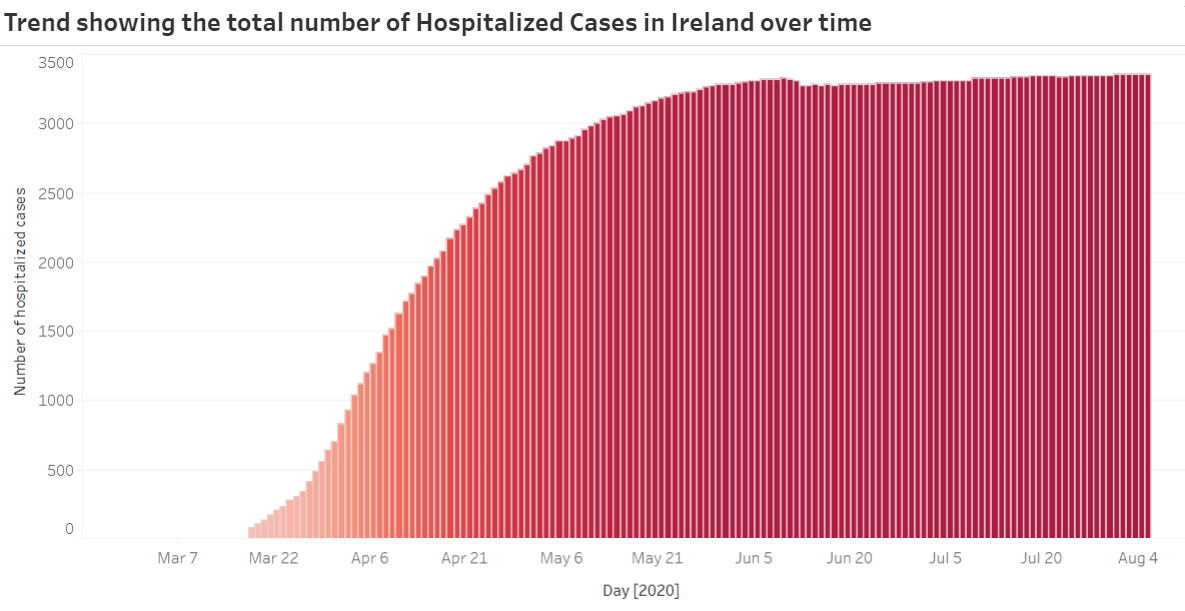 Trend showing the total number of Hospitalized Cases in Ireland over time
3500
3000
2500
2000
1500
1000
500
0
Number of hospitalized cases
Mar 7 Mar 22 Apr 6 Apr 21 May 6 May 21 Jun 5 Jun 20 Jul 5 Jul 20 Aug 4
Day [2020]